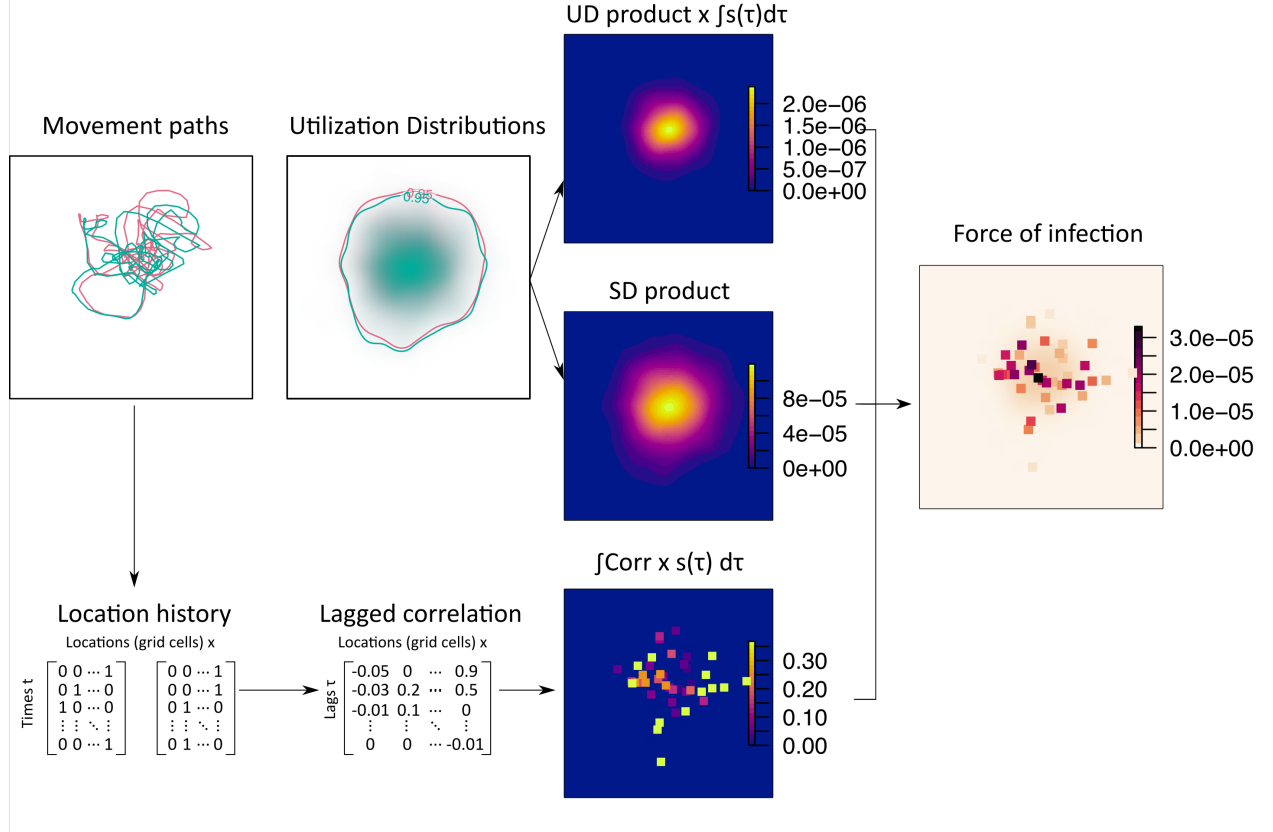 UD product x ∫s(τ)dτ
2.0e−06
1.5e−06
1.0e−06
5.0e−07
0.0e+00
Movement paths
Utilization Distributions
0.95
0.95
SD product
8e−05
4e−05
0e+00
Force of infection
3.0e−05
2.0e−05
1.0e−05
0.0e+00
∫Corr x s(τ) dτ
0.30
0.20
0.10
0.00
Location history
Locations (grid cells) x
Times t
0 0 ⋯ 1
0 1 ⋯ 0
1 0 ⋯ 0
⋮ ⋮ ⋱ ⋮
0 0 ⋯ 1
0 0 ⋯ 1
0 0 ⋯ 1
0 1 ⋯ 0
⋮ ⋮ ⋱ ⋮
0 1 ⋯ 0
Lagged correlation
Locations (grid cells) x
Lags τ
-0.05 0 ⋯ 0.9
-0.03 0.2 ⋯ 0.5
-0.01 0.1 ⋯ 0
⋮ ⋮ ⋱ ⋮
0 0 ⋯ -0.01